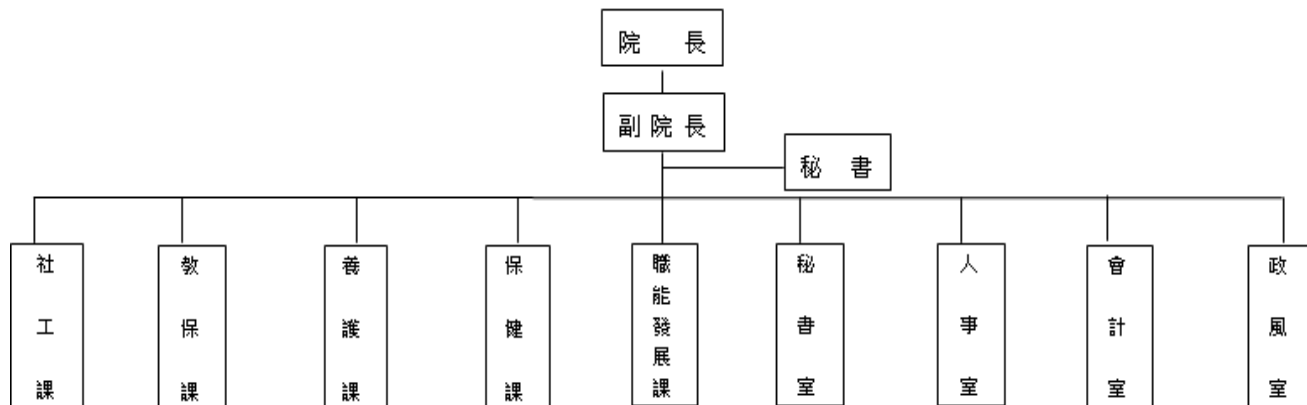 院長
副院長
秘書
社工課
教保課
養護課
保健課
職能發展課
秘書室
人事室
會計室
政風室